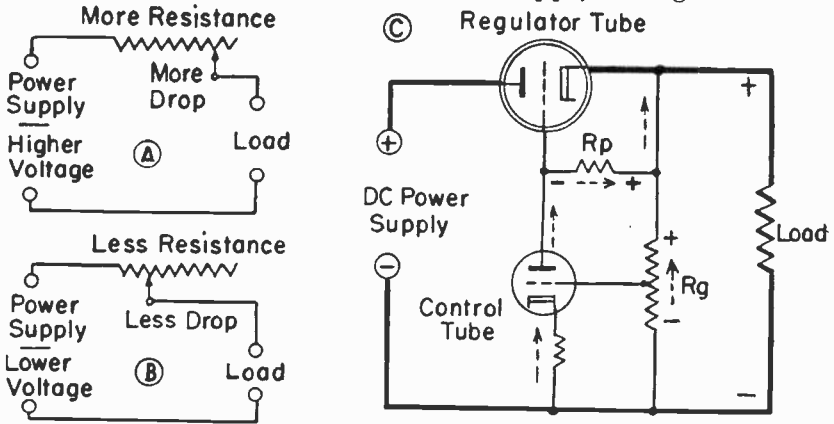 More Resistance
Power
Supply
More
Drop
Higher
Voltage
A
Load
Less Resistance
Power
Supply
Less Drop
Lower
Voltage
B
Load
C
Regulator Tube
+
DC Power
Supply
−
Rp
- +
Control
Tube
+
Rg
−
+
Load
−